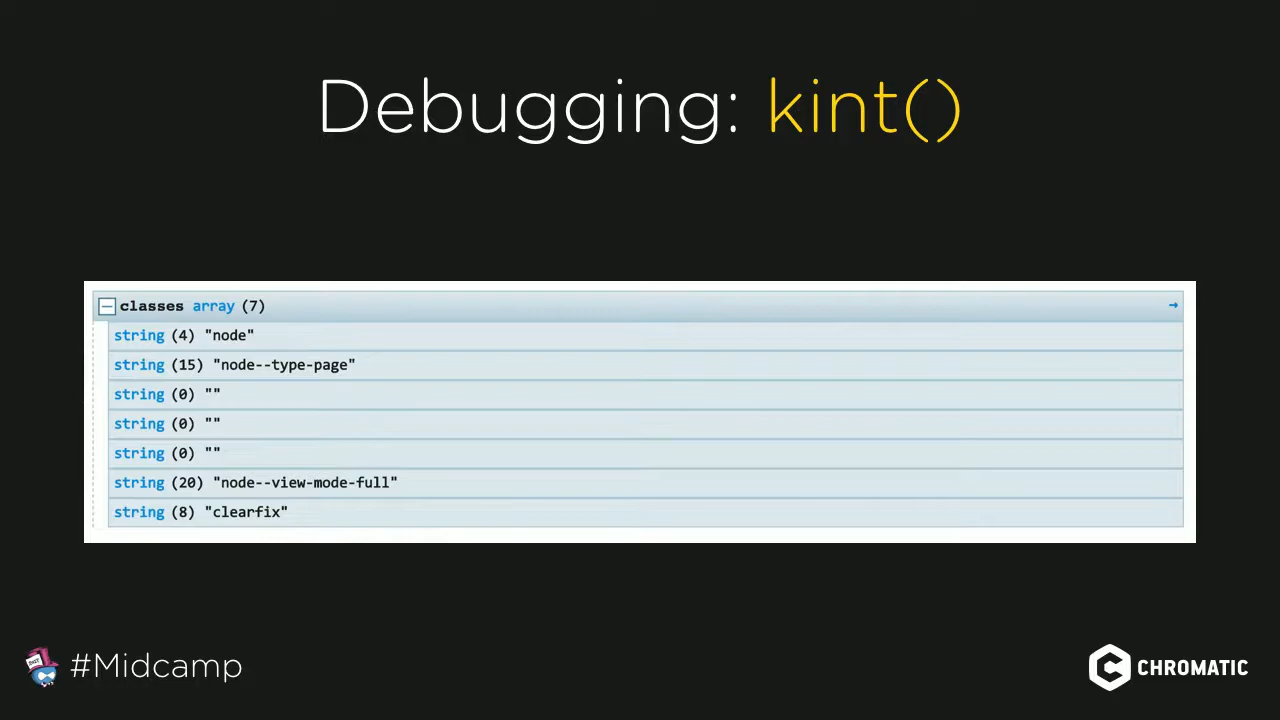 Debugging: kint()
classes array (7)
string (4) "node"
string (15) "node--type-page"
string (0) ""
string (0) ""
string (0) ""
string (20) "node--view-mode-full"
string (8) "clearfix"
#Midcamp
CHROMATIC